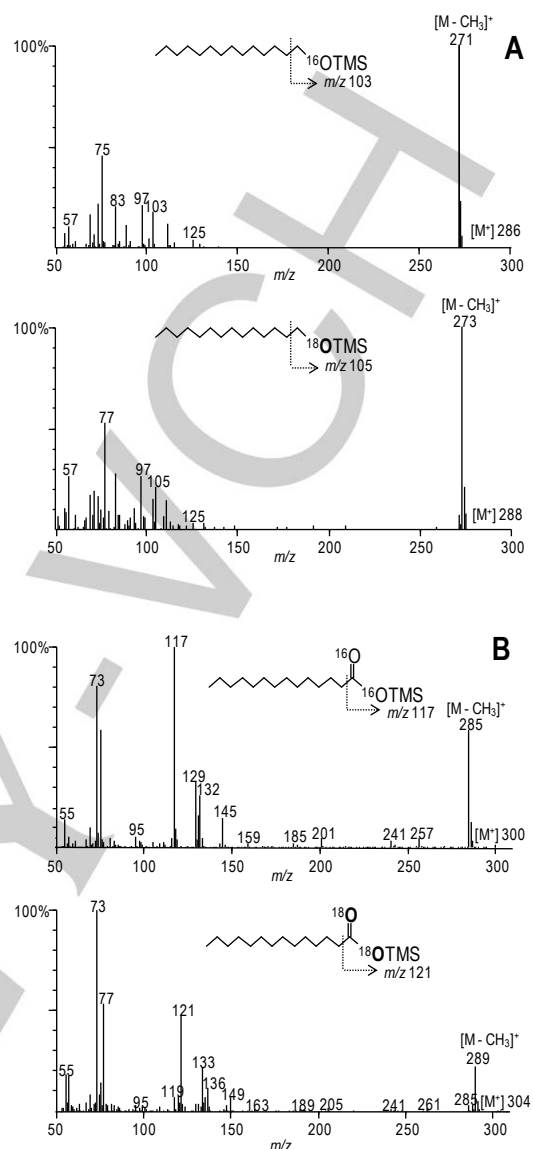 [M - CH₃]⁺
100% 271 A
¹⁶OTMS
m/z 103
75
83 97 103
57 125 [M⁺] 286
50 100 150 200 250 300
m/z
[M - CH₃]⁺
100% 273
¹⁸OTMS
m/z 105
77
57 97 105
125 [M⁺] 288
50 100 150 200 250 300
m/z
100% 117 ¹⁶O B
73 ¹⁶OTMS [M - CH₃]⁺
m/z 117 285
129
132
145
55 95 159 185 201 241 257 [M⁺] 300
50 100 150 200 250 300
m/z
100% 73 ¹⁸O
¹⁸OTMS
m/z 121
77
121 [M - CH₃]⁺
289
133
136
55 119 149
95 163 189 205 241 261 285 [M⁺] 304
50 100 150 200 250 300
m/z
VCH